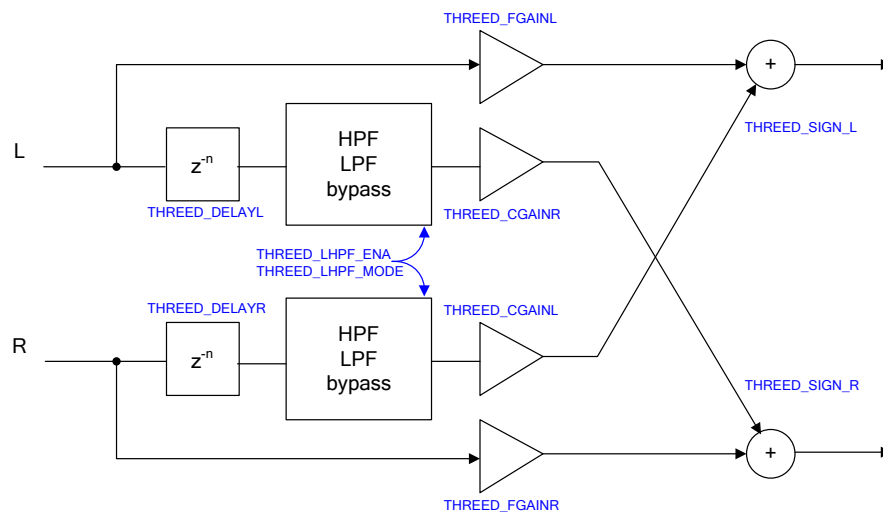 THREED_FGAINL
+
THREED_SIGN_L
L
z-n
HPF
LPF
bypass
THREED_DELAYL
THREED_CGAINR
THREED_LHPF_ENA
THREED_LHPF_MODE
THREED_DELAYR
THREED_CGAINL
R
z-n
HPF
LPF
bypass
THREED_SIGN_R
+
THREED_FGAINR